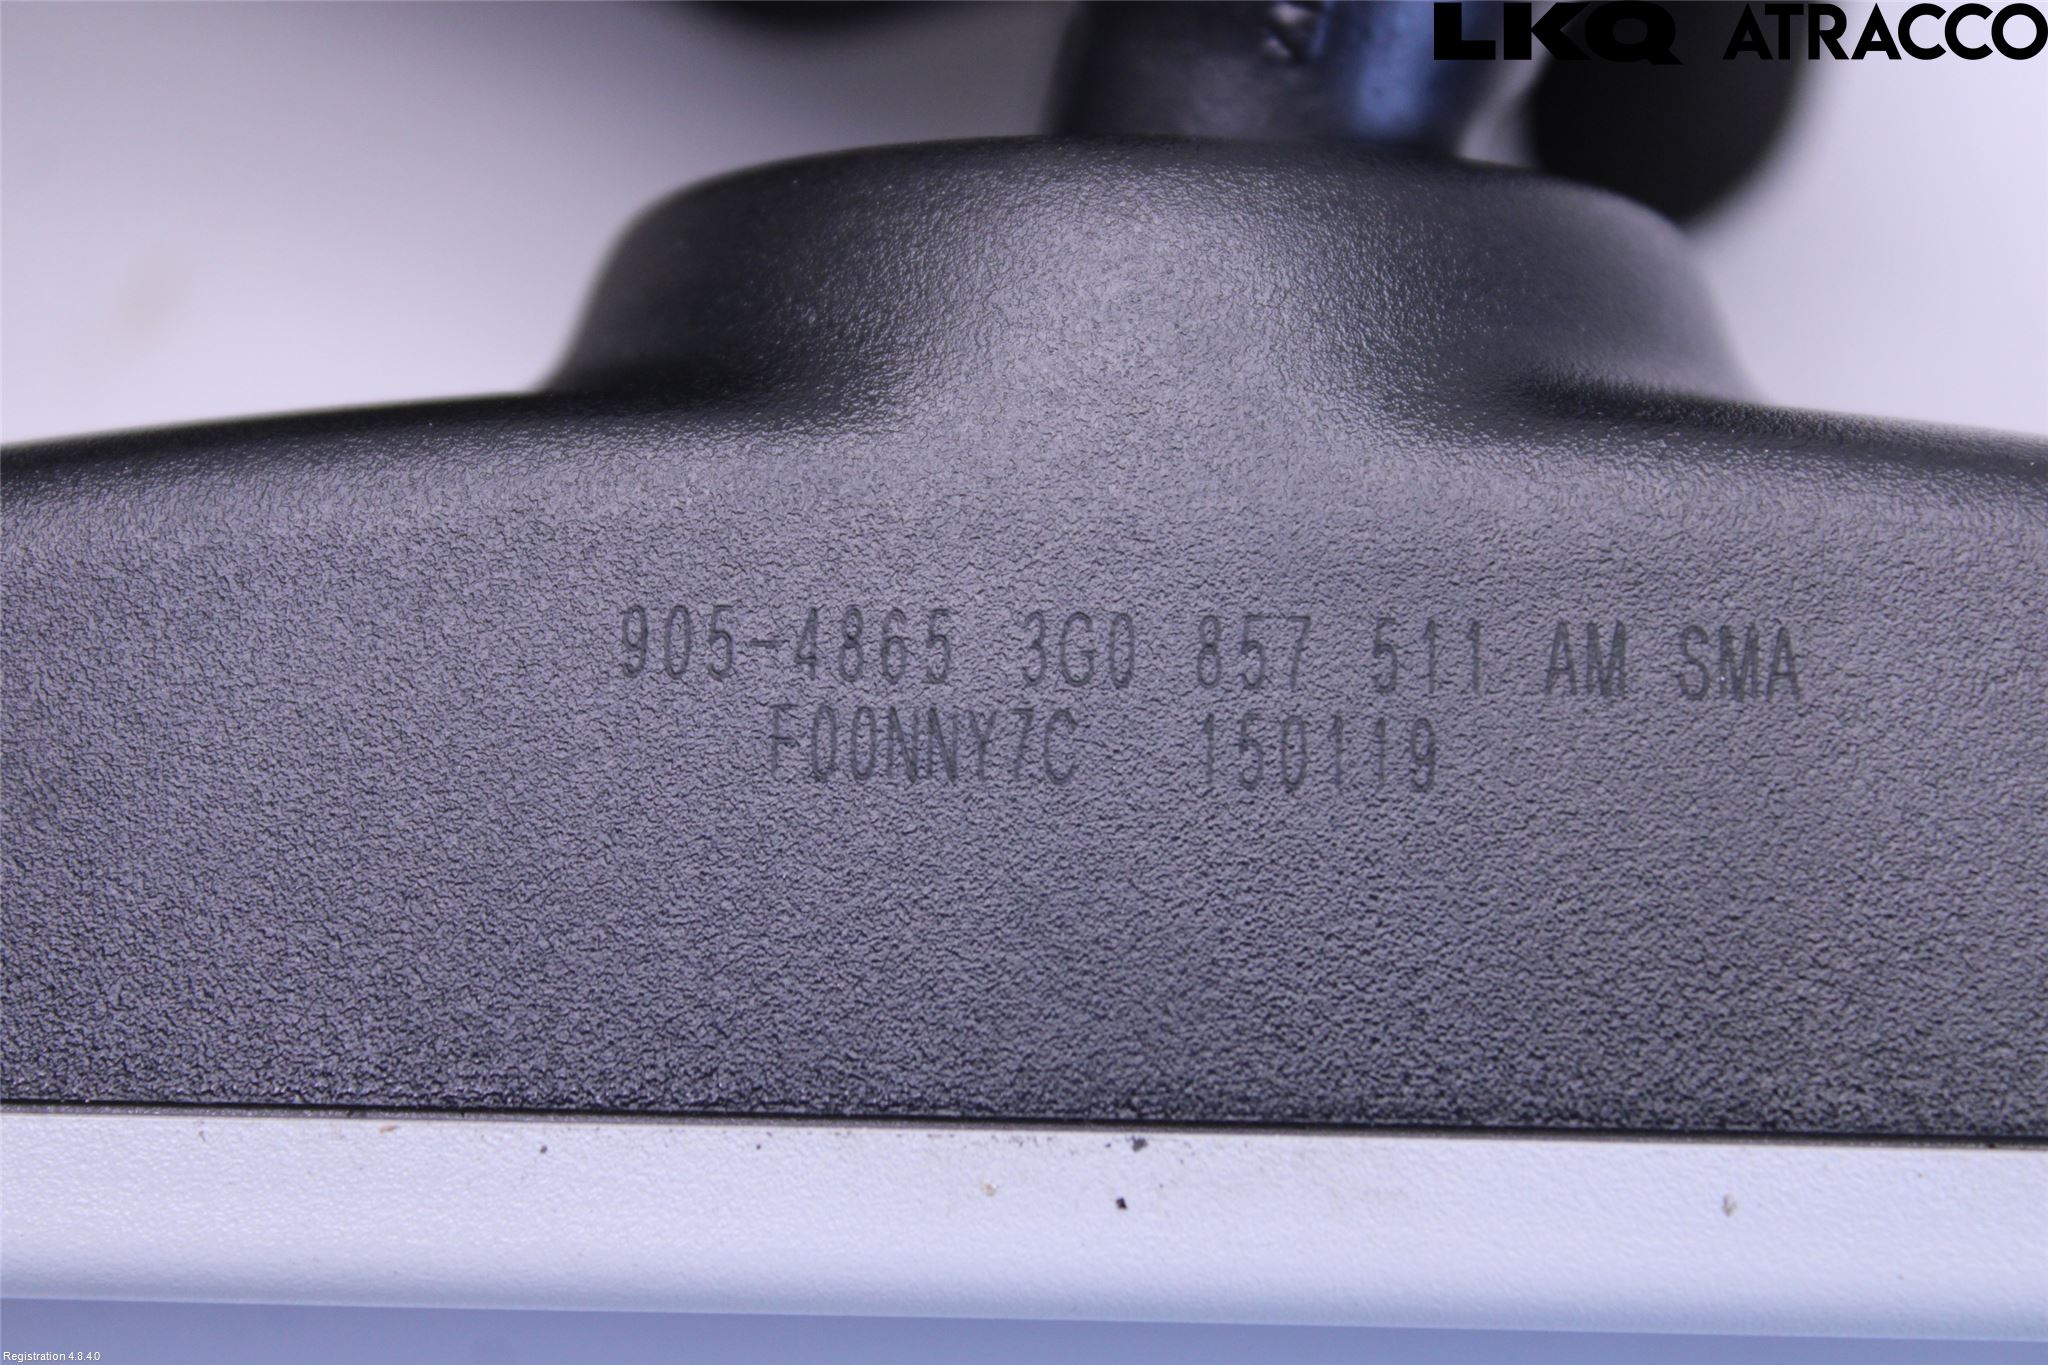 LKQ ATRACCO
905-4865 3G0 857 511 AM SMA
F00NNY7C 150119
Registration 4.8.4.0